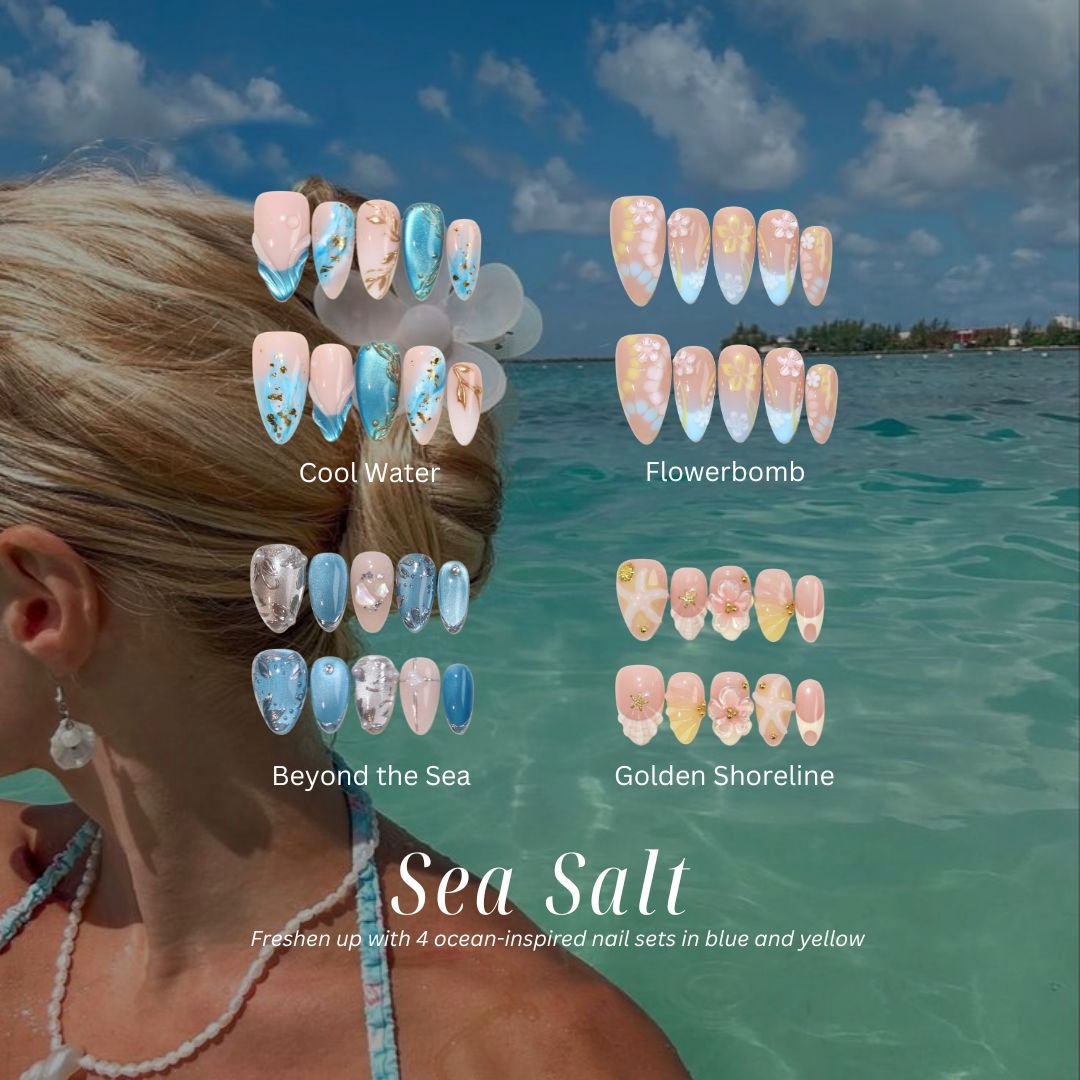 Cool Water
Flowerbomb
Beyond the Sea
Golden Shoreline
Sea Salt
Freshen up with 4 ocean-inspired nail sets in blue and yellow